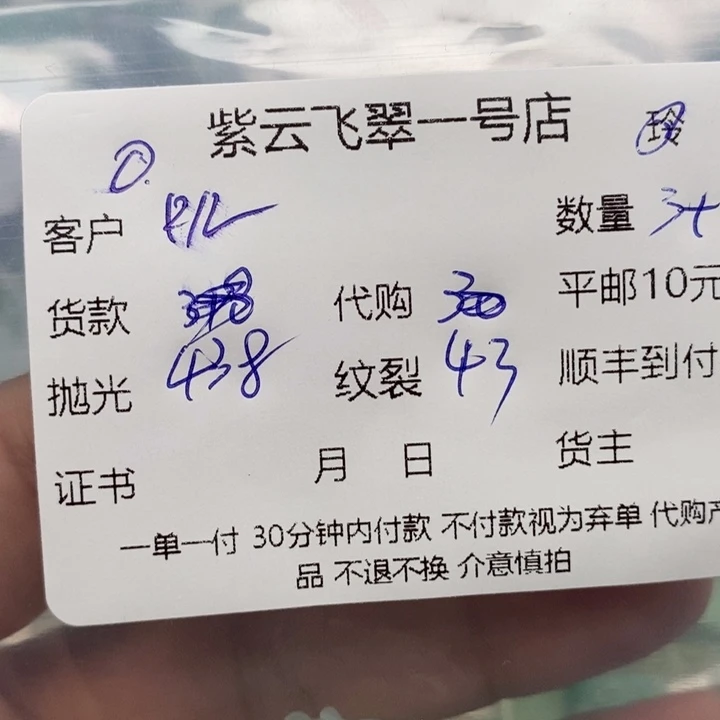 紫云飞翠一号店 玲
客户 数量
货款 代购 平邮10元
抛光 438 纹裂 43 顺丰到付
证书 月 日 货主
一单一付 30分钟内付款 不付款视为弃单 代购产
品 不退不换 介意慎拍